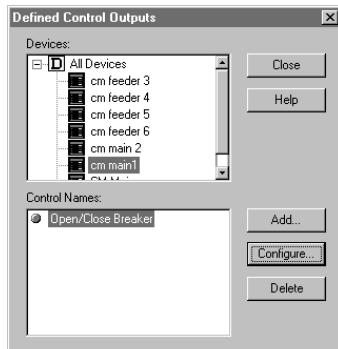 Defined Control Outputs
Devices:
All Devices
cm feeder 3
cm feeder 4
cm feeder 5
cm feeder 6
cm main 2
cm main1
Close
Help
Control Names:
Open/Close Breaker
Add...
Configure...
Delete